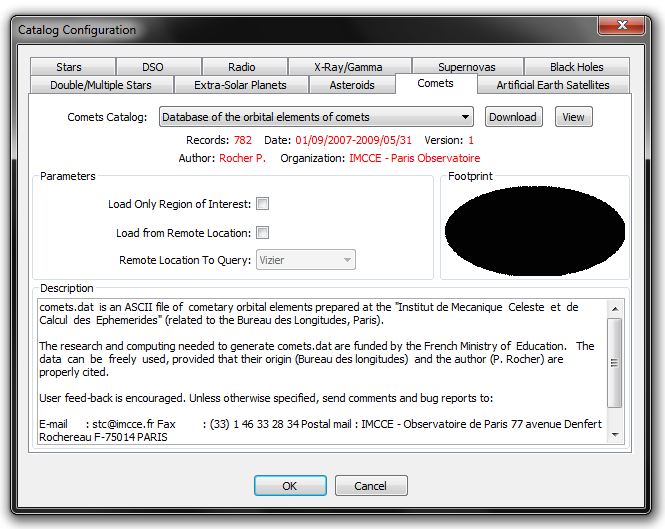 Catalog Configuration
Stars DSO Radio X-Ray/Gamma Supernovas Black Holes
Double/Multiple Stars Extra-Solar Planets Asteroids Comets Artificial Earth Satellites
Comets Catalog: Database of the orbital elements of comets Download View
Records: 782 Date: 01/09/2007-2009/05/31 Version: 1
Author: Rocher P. Organization: IMCCE - Paris Observatoire
Parameters Footprint
Load Only Region of Interest:
Load from Remote Location:
Remote Location To Query: Vizier
Description
comets.dat is an ASCII file of cometary orbital elements prepared at the "Institut de Mecanique Celeste et de
Calcul des Ephemerides" (related to the Bureau des Longitudes, Paris).
The research and computing needed to generate comets.dat are funded by the French Ministry of Education. The
data can be freely used, provided that their origin (Bureau des longitudes) and the author (P. Rocher) are
properly cited.
User feed-back is encouraged. Unless otherwise specified, send comments and bug reports to:
E-mail : stc@imcce.fr Fax : (33) 1 46 33 28 34 Postal mail : IMCCE - Observatoire de Paris 77 avenue Denfert
Rochereau F-75014 PARIS
OK Cancel